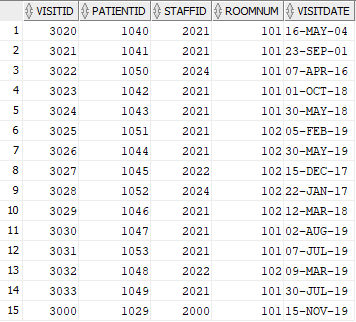 VISITID PATIENTID STAFFID ROOMNUM VISITDATE
1 3020 1040 2021 101 16-MAY-04
2 3021 1041 2021 101 23-SEP-01
3 3022 1050 2024 101 07-APR-16
4 3023 1042 2021 101 01-OCT-18
5 3024 1043 2021 101 30-MAY-18
6 3025 1051 2021 102 05-FEB-19
7 3026 1044 2021 102 30-MAY-19
8 3027 1045 2022 102 15-DEC-17
9 3028 1052 2024 102 22-JAN-17
10 3029 1046 2021 102 12-MAR-18
11 3030 1047 2021 101 02-AUG-19
12 3031 1053 2021 101 07-JUL-19
13 3032 1048 2022 102 09-MAR-19
14 3033 1049 2021 101 30-JUL-19
15 3000 1029 2000 101 15-NOV-19